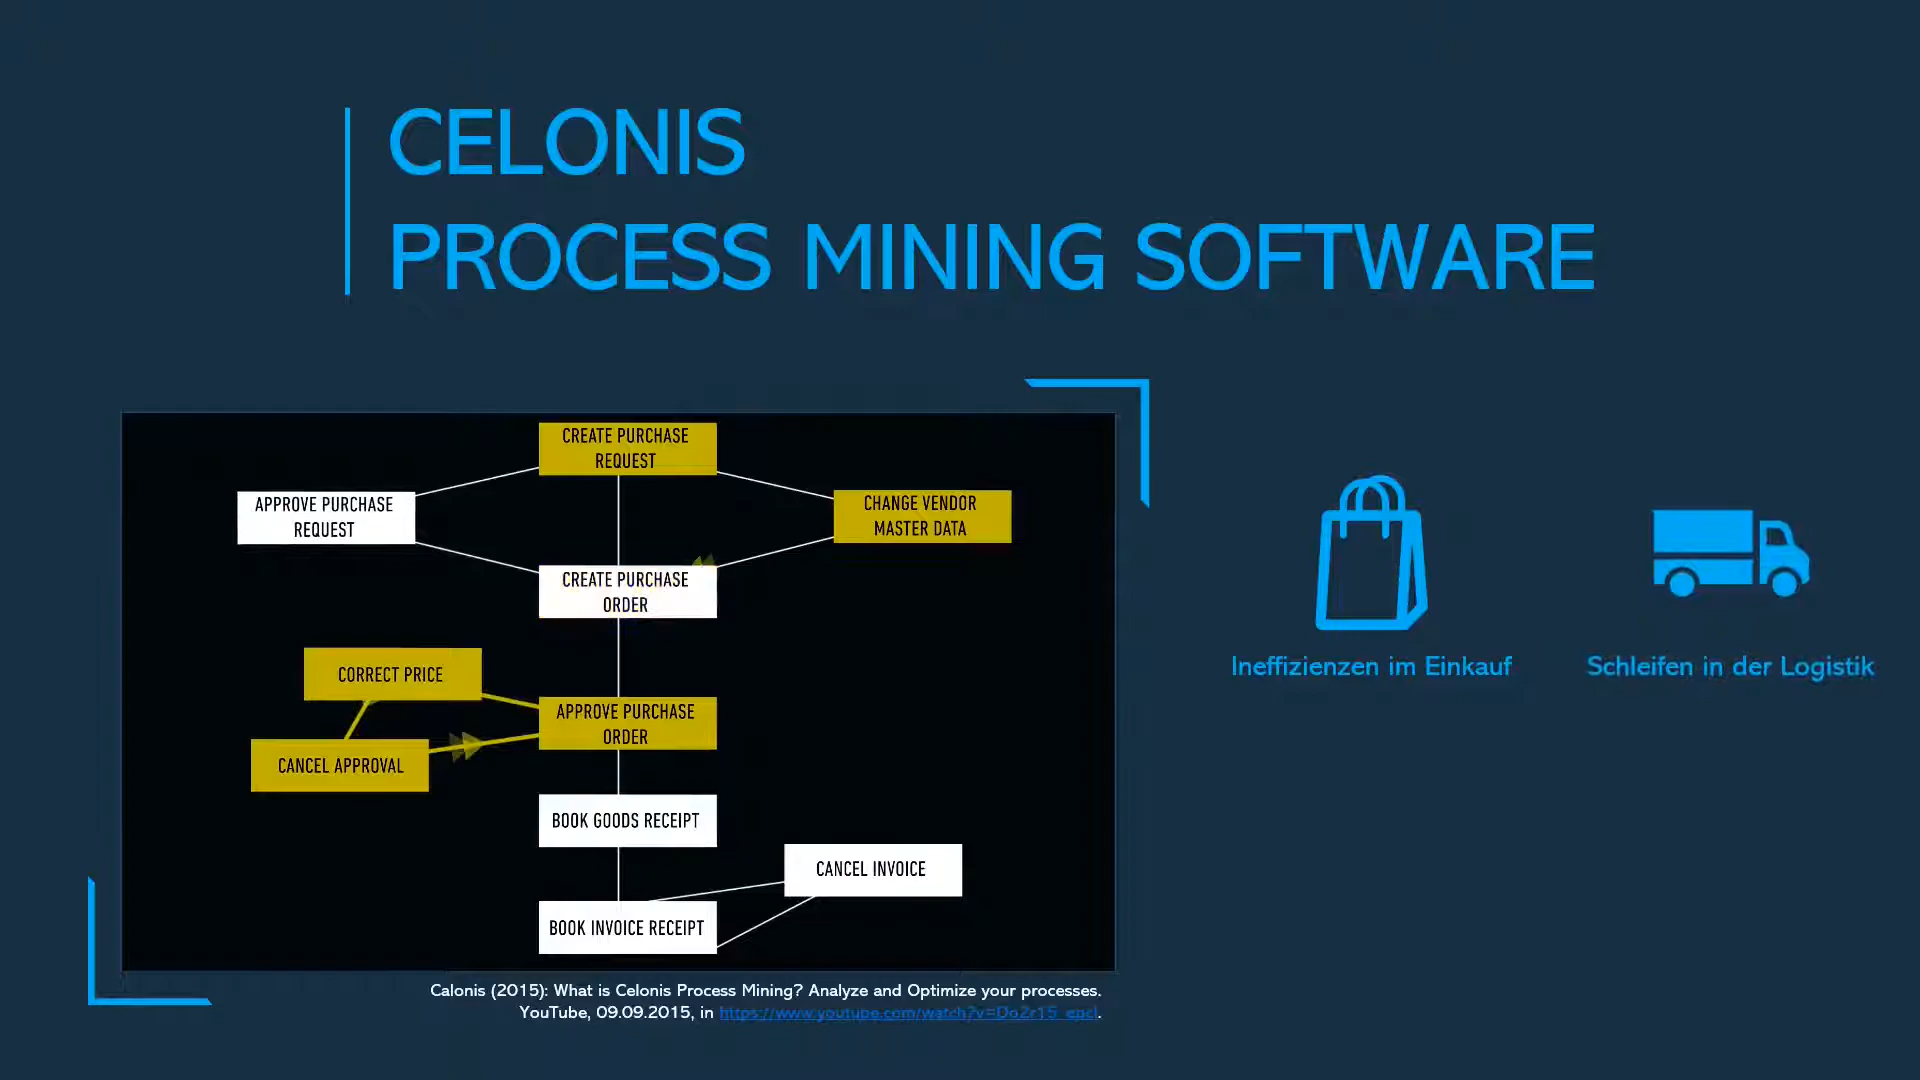 CELONIS
PROCESS MINING SOFTWARE
CREATE PURCHASE
REQUEST
APPROVE PURCHASE
REQUEST
CHANGE VENDOR
MASTER DATA
CREATE PURCHASE
ORDER
CORRECT PRICE
APPROVE PURCHASE
ORDER
CANCEL APPROVAL
BOOK GOODS RECEIPT
CANCEL INVOICE
BOOK INVOICE RECEIPT
Ineffizienzen im Einkauf
Schleifen in der Logistik
Calonis (2015): What is Celonis Process Mining? Analyze and Optimize your processes.
YouTube, 09.09.2015, in